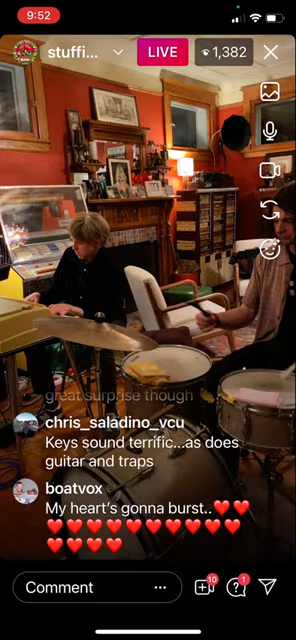 9:52
stuffi...
LIVE
1,382
great surprise though
chris_saladino_vcu
Keys sound terrific...as does
guitar and traps
boatvox
My heart's gonna burst..❤️❤️
❤️❤️❤️❤️❤️❤️❤️❤️❤️❤️
❤️❤️❤️❤️
Comment
10
1